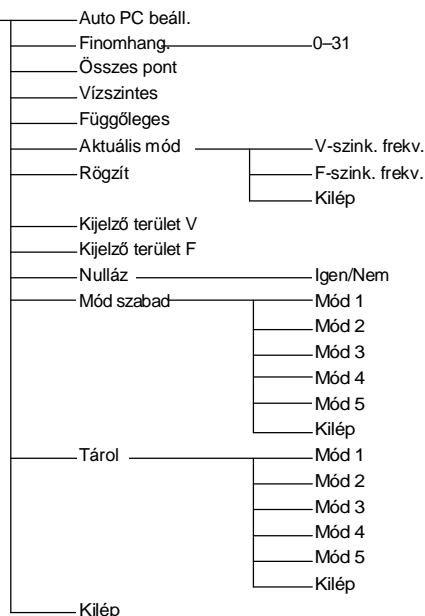 Auto PC beáll.
Finomhang. 0–31
Összes pont
Vízszintes
Függőleges
Aktuális mód V-szink. frekv.
Rögzít F-szink. frekv.
Kilép
Kijelző terület V
Kijelző terület F
Nulláz Igen/Nem
Mód szabad Mód 1
Mód 2
Mód 3
Mód 4
Mód 5
Kilép
Tárol Mód 1
Mód 2
Mód 3
Mód 4
Mód 5
Kilép
Kilép